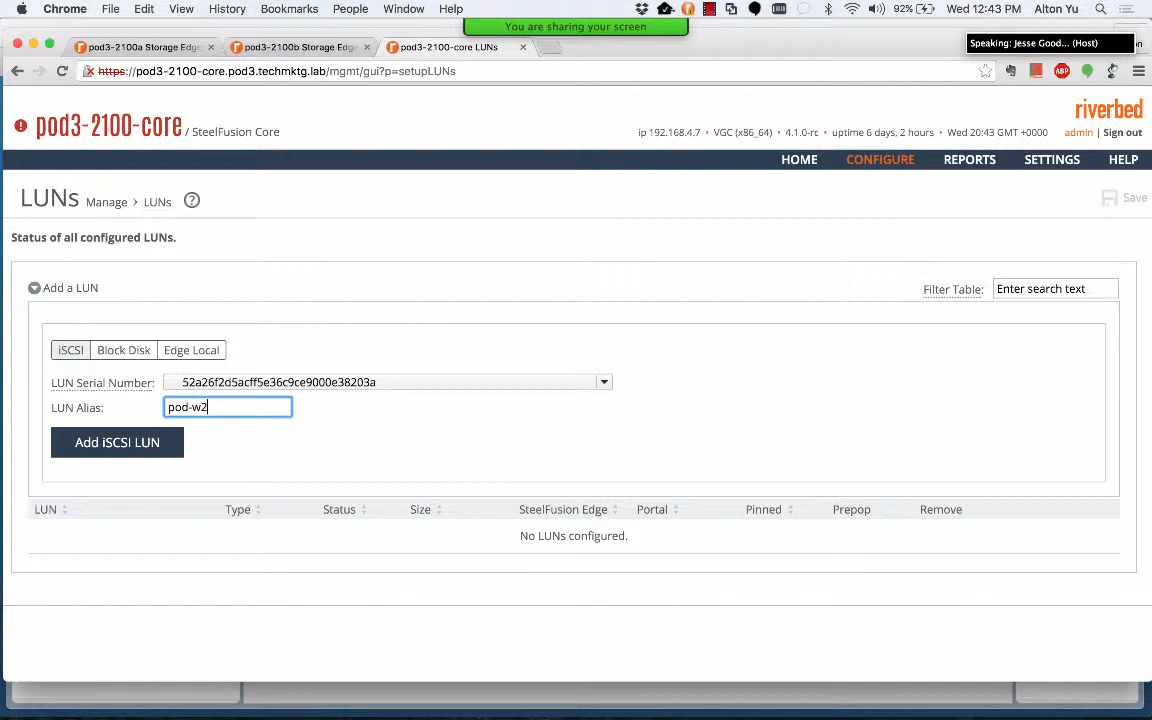 Chrome File Edit View History Bookmarks People Window Help 92% Wed 12:43 PM Alton Yu
You are sharing your screen
pod3-2100a Storage Edge × pod3-2100b Storage Edge × pod3-2100-core LUNs ×
Speaking: Jesse Good... (Host)
https://pod3-2100-core.pod3.techmktg.lab/mgmt/gui?p=setupLUNs ABP
riverbed
pod3-2100-core / SteelFusion Core
ip 192.168.4.7 • VGC (x86_64) • 4.1.0-rc • uptime 6 days, 2 hours • Wed 20:43 GMT +0000 admin | Sign out
HOME CONFIGURE REPORTS SETTINGS HELP
LUNs Manage › LUNs ? Save
Status of all configured LUNs.
Add a LUN Filter Table: Enter search text
iSCSI Block Disk Edge Local
LUN Serial Number: 52a26f2d5acff5e36c9ce9000e38203a
LUN Alias: pod-w2
Add iSCSI LUN
LUN Type Status Size SteelFusion Edge Portal Pinned Prepop Remove
No LUNs configured.